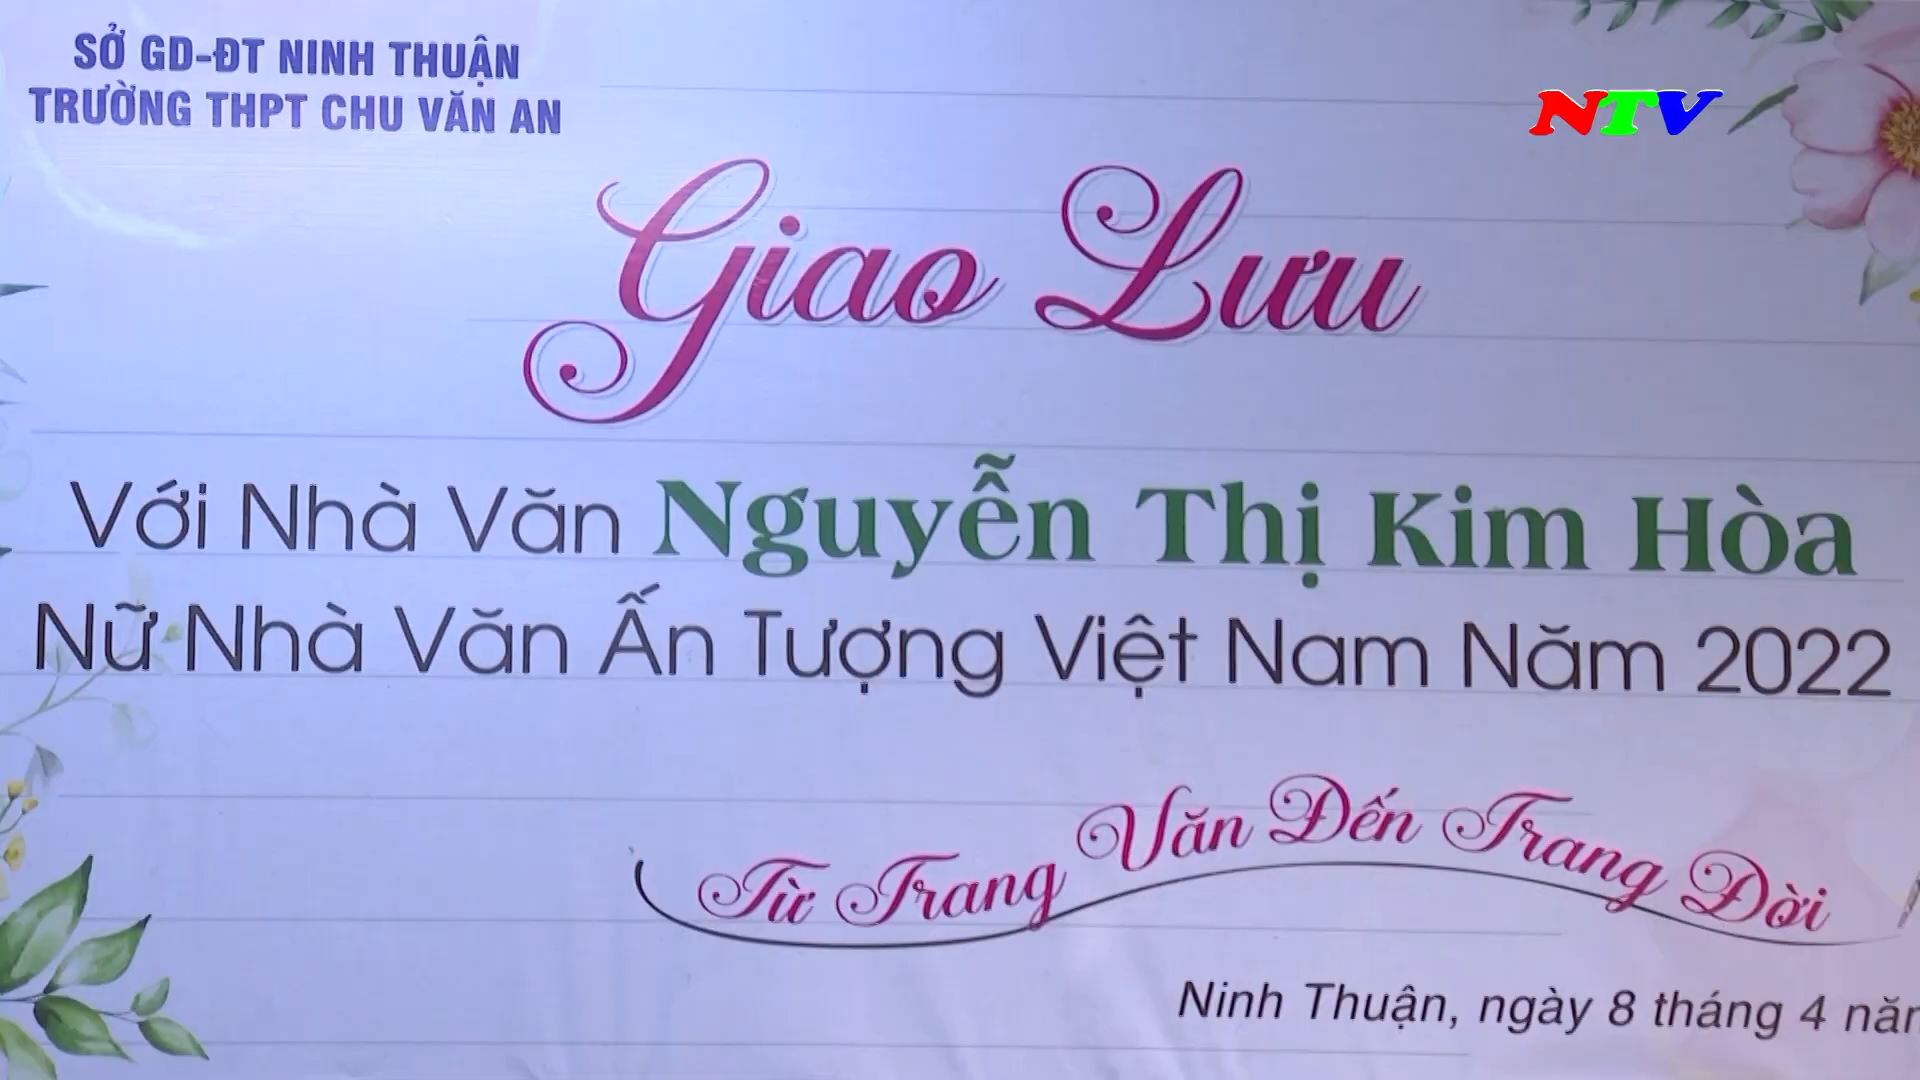 SỞ GD-ĐT NINH THUẬN
TRƯỜNG THPT CHU VĂN AN
NTV
Giao Lưu
Với Nhà Văn Nguyễn Thị Kim Hòa
Nữ Nhà Văn Ấn Tượng Việt Nam Năm 2022
Từ Trang Văn Đến Trang Đời
Ninh Thuận, ngày 8 tháng 4